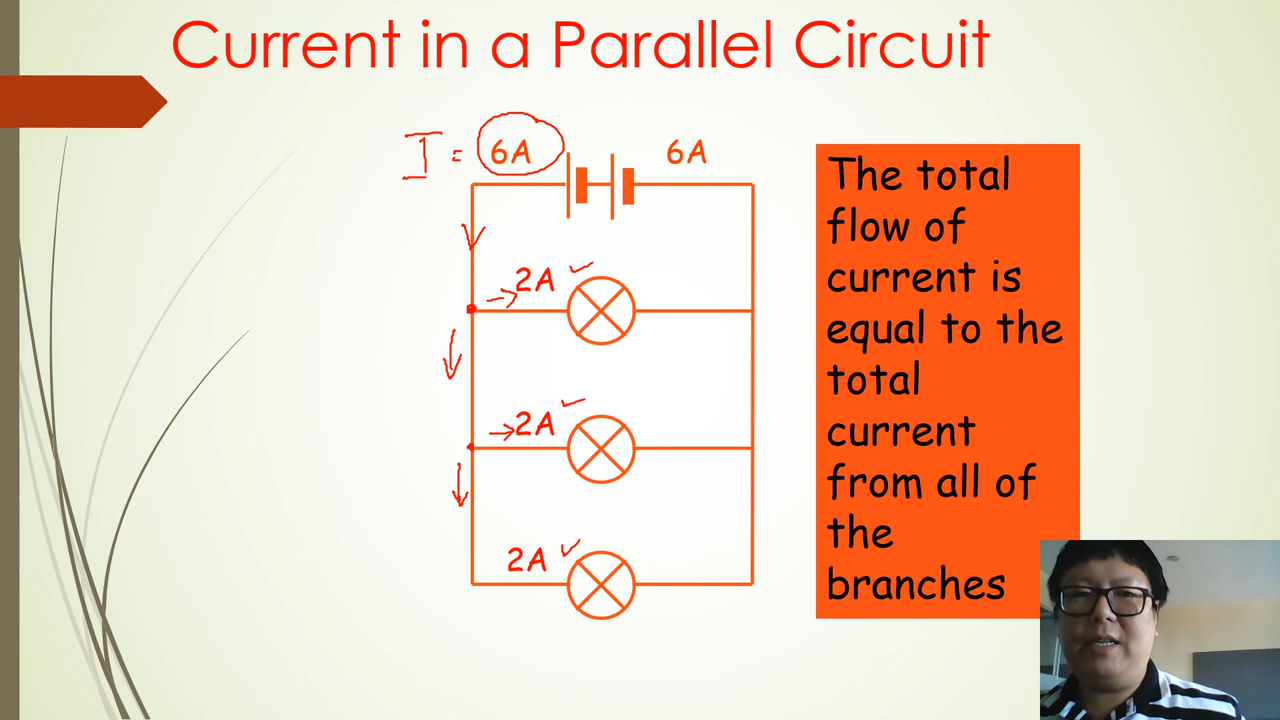 Current in a Parallel Circuit
I = 6A 6A
2A
2A
2A
The total
flow of
current is
equal to the
total
current
from all of
the
branches